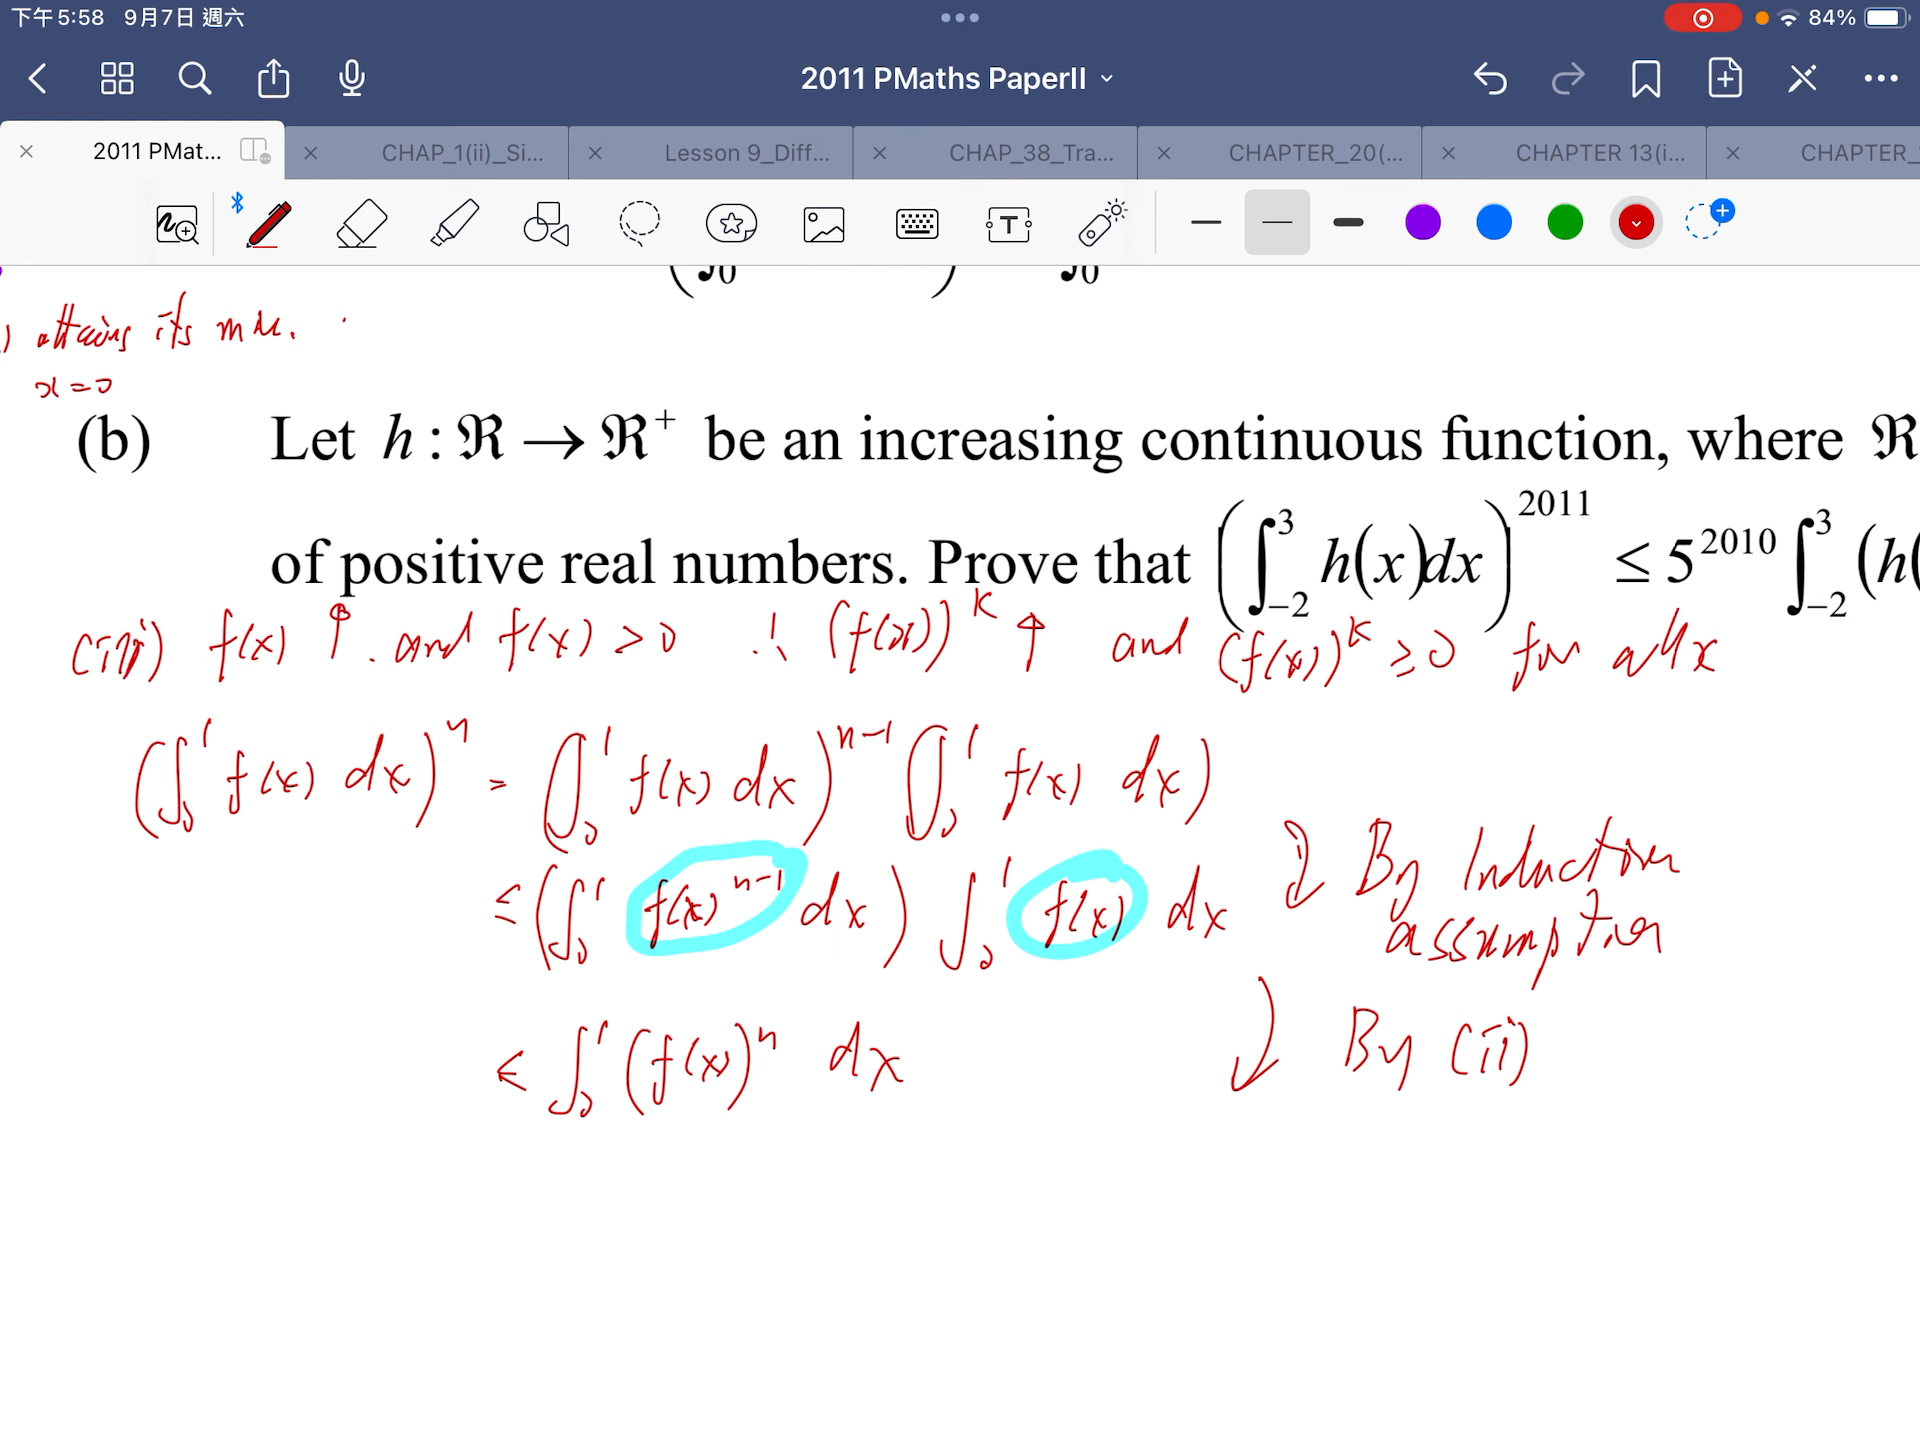 下午5:58 9月7日 週六
84%
2011 PMaths PaperII
2011 PMat...
CHAP_1(ii)_Si...
Lesson 9_Diff...
CHAP_38_Tra...
CHAPTER_20(...
CHAPTER 13(i...
CHAPTER_
(∫₀ ) ∫₀
) attains its
x=0
(b) Let h : ℜ → ℜ⁺ be an increasing continuous function, where ℜ
of positive real numbers. Prove that (∫₋₂³ h(x)dx)²⁰¹¹ ≤ 5²⁰¹⁰ ∫₋₂³ (h(
(iii) f(x) ↑. and f(x) > 0 ∴ (f(x))ᵏ ↑ and (f(x))ᵏ ≥ 0 for all x
(∫₀¹ f(x) dx)ⁿ = (∫₀¹ f(x) dx)ⁿ⁻¹ (∫₀¹ f(x) dx)
≤ (∫₀¹ f(x)ⁿ⁻¹ dx) ∫₀¹ f(x) dx ↓ By Induction
assumption
≤ ∫₀¹ (f(x))ⁿ dx ↓ By (ii)